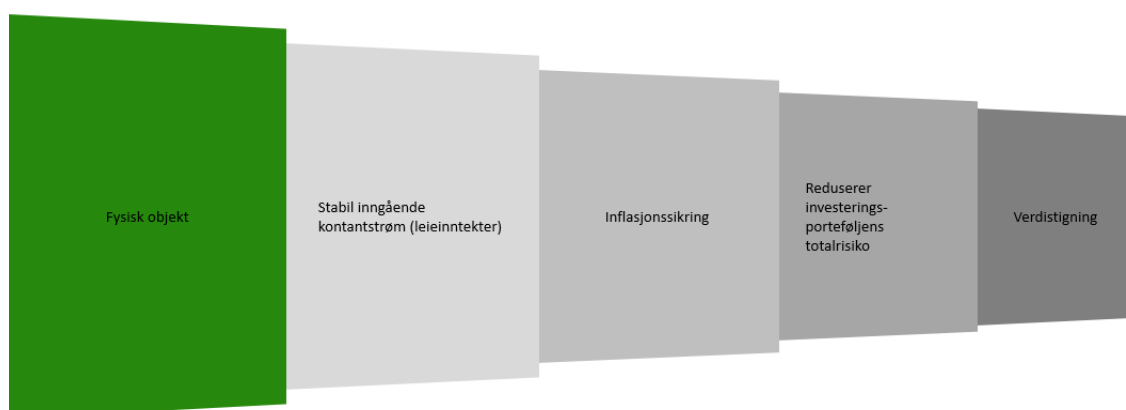 Fysisk objekt
Stabil inngående
kontantstrøm (leieinntekter)
Inflasjonssikring
Reduserer
investerings-
porteføljens
totalrisiko
Verdistigning